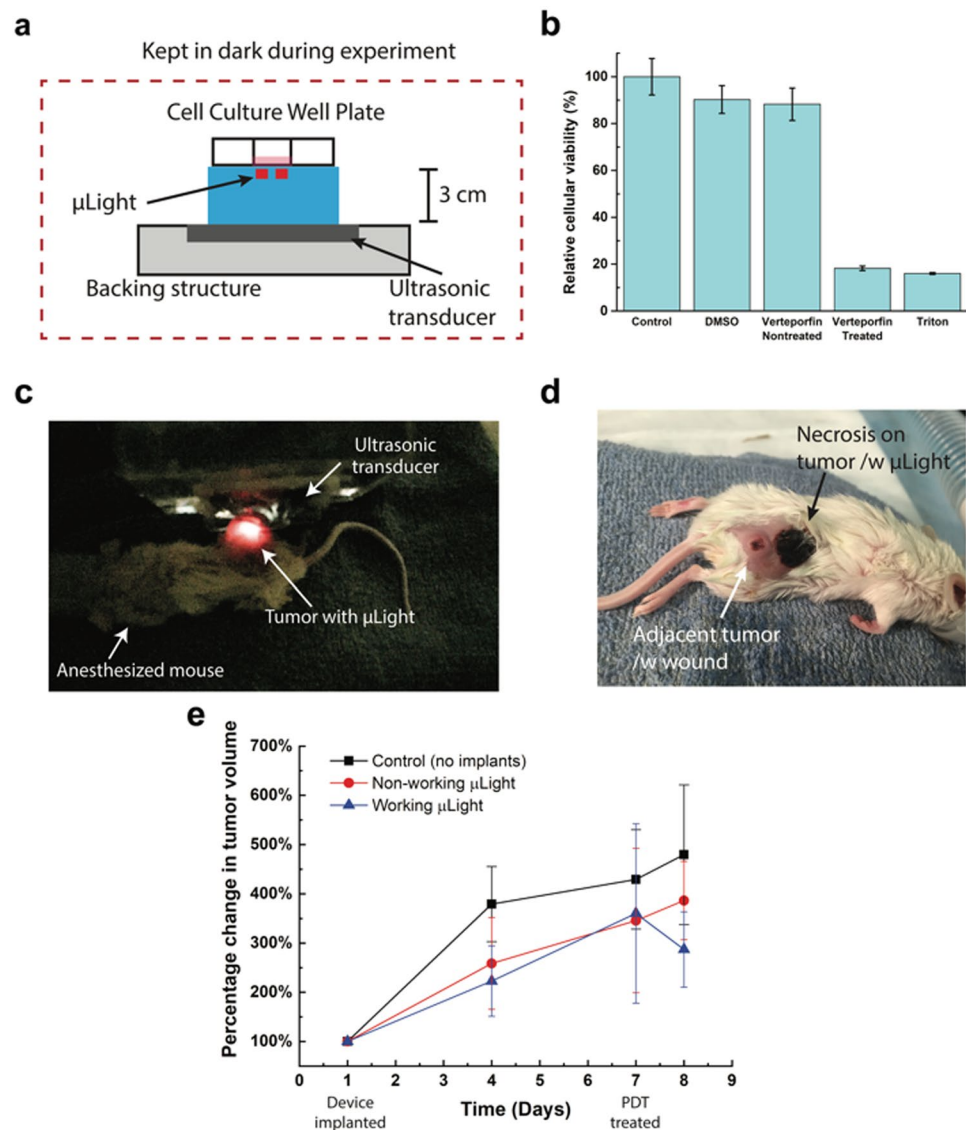 a
Kept in dark during experiment
Cell Culture Well Plate
µLight
3 cm
Backing structure
Ultrasonic
transducer
b
Relative cellular viability (%)
100
80
60
40
20
0
Control
DMSO
Verteporfin
Nontreated
Verteporfin
Treated
Triton
c
Ultrasonic
transducer
Tumor with µLight
Anesthesized mouse
d
Necrosis on
tumor /w µLight
Adjacent tumor
/w wound
e
Percentage change in tumor volume
700%
600%
500%
400%
300%
200%
100%
Control (no implants)
Non-working µLight
Working µLight
0
1
2
3
4
5
6
7
8
9
Device
implanted
Time (Days)
PDT
treated